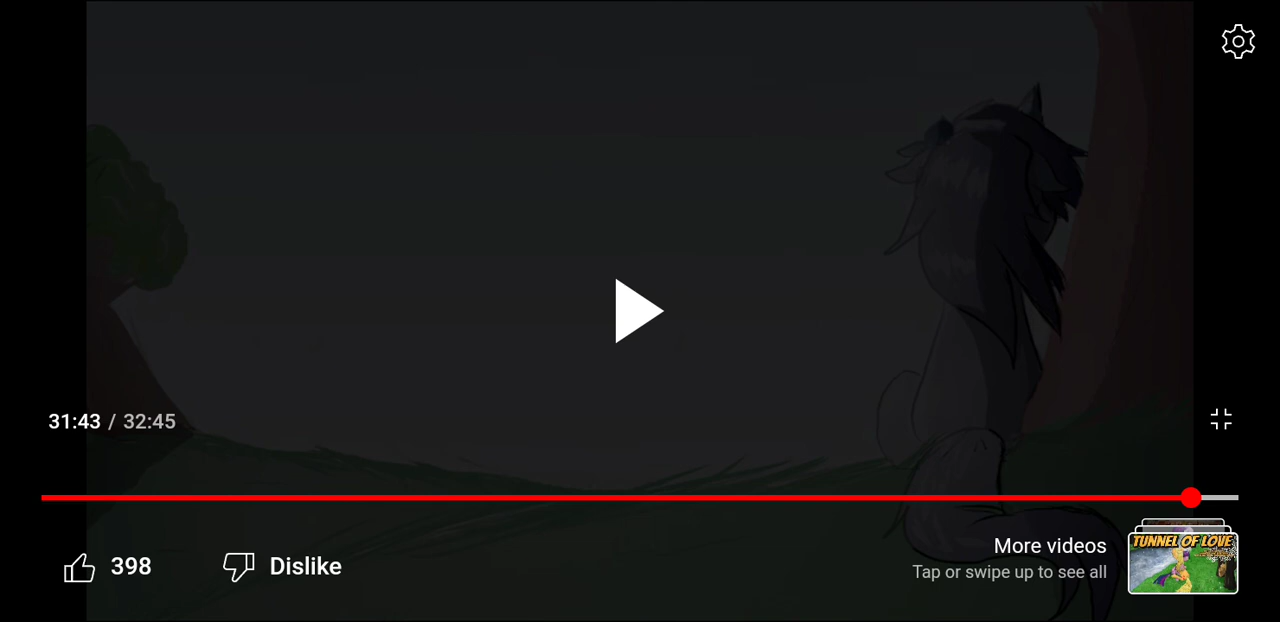 31:43 / 32:45
398
Dislike
More videos
Tap or swipe up to see all
TUNNEL OF LOVE